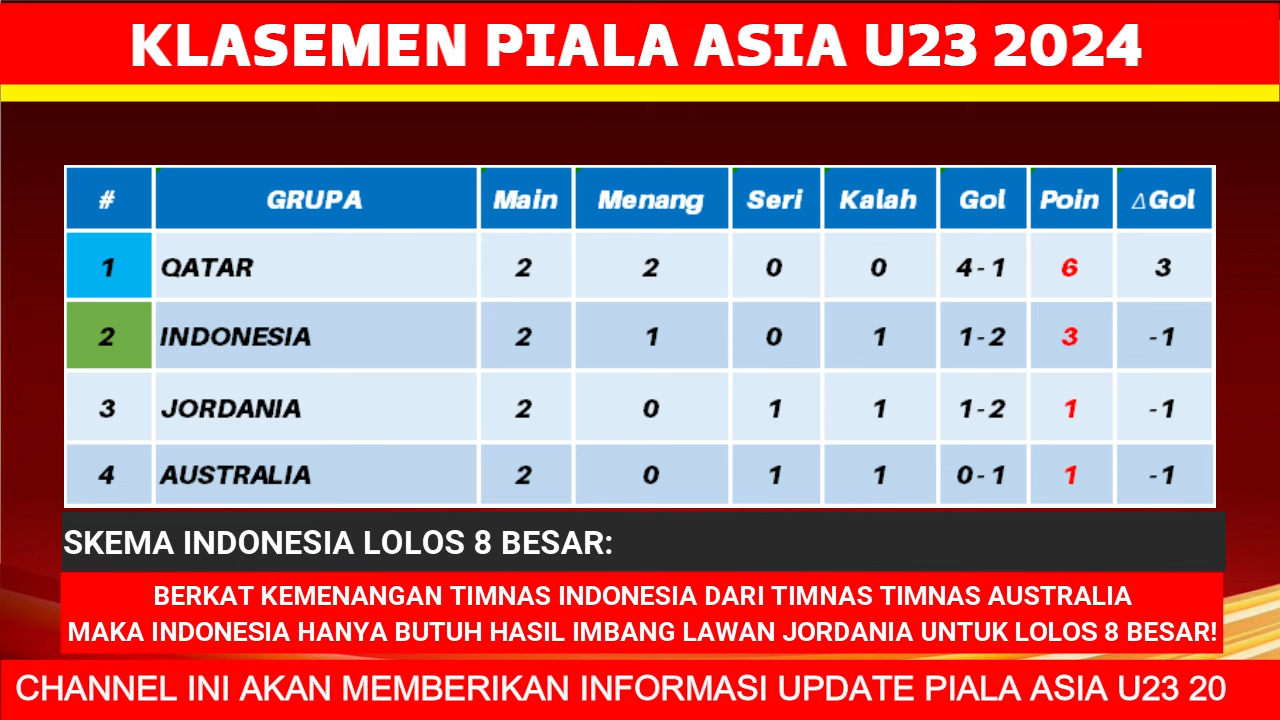 KLASEMEN PIALA ASIA U23 2024
# GRUPA Main Menang Seri Kalah Gol Poin ΔGol
1 QATAR 2 2 0 0 4-1 6 3
2 INDONESIA 2 1 0 1 1-2 3 -1
3 JORDANIA 2 0 1 1 1-2 1 -1
4 AUSTRALIA 2 0 1 1 0-1 1 -1
SKEMA INDONESIA LOLOS 8 BESAR:
BERKAT KEMENANGAN TIMNAS INDONESIA DARI TIMNAS TIMNAS AUSTRALIA
MAKA INDONESIA HANYA BUTUH HASIL IMBANG LAWAN JORDANIA UNTUK LOLOS 8 BESAR!
CHANNEL INI AKAN MEMBERIKAN INFORMASI UPDATE PIALA ASIA U23 20